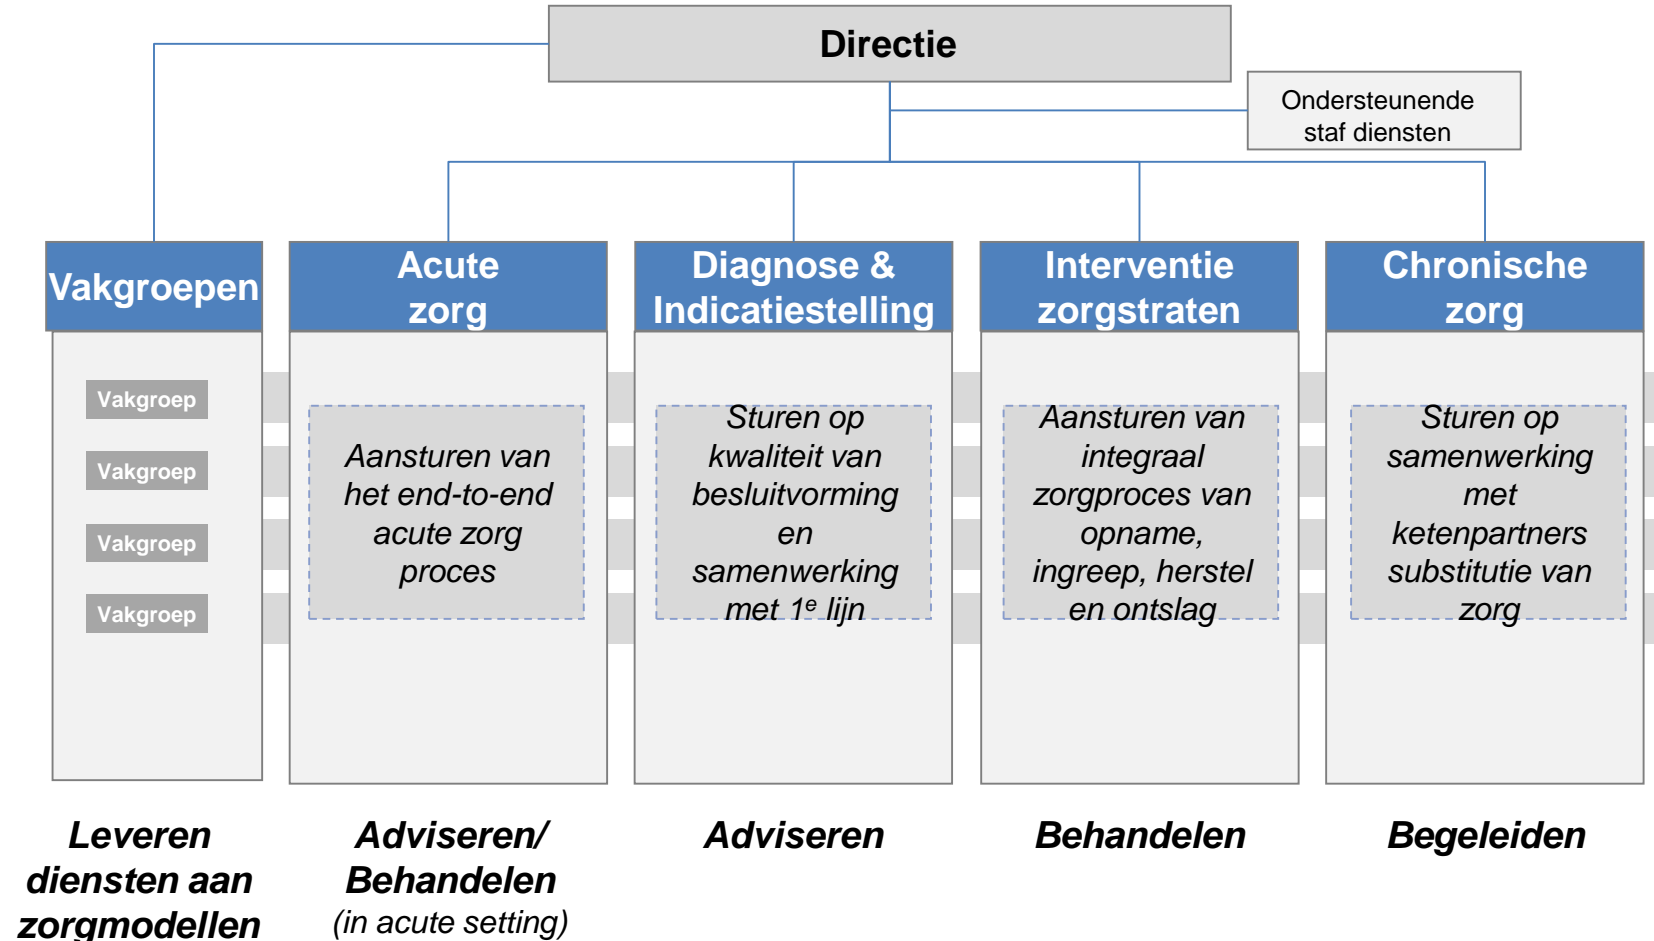 Directie
Ondersteunende
staf diensten
Vakgroepen
Acute
zorg
Diagnose &
Indicatiestelling
Interventie
zorgstraten
Chronische
zorg
Vakgroep
Vakgroep
Vakgroep
Vakgroep
Aansturen van
het end-to-end
acute zorg
proces
Sturen op
kwaliteit van
besluitvorming
en
samenwerking
met 1e lijn
Aansturen van
integraal
zorgproces van
opname,
ingreep, herstel
en ontslag
Sturen op
samenwerking
met
ketenpartners
substitutie van
zorg
Leveren
diensten aan
zorgmodellen
Adviseren/
Behandelen
(in acute setting)
Adviseren
Behandelen
Begeleiden